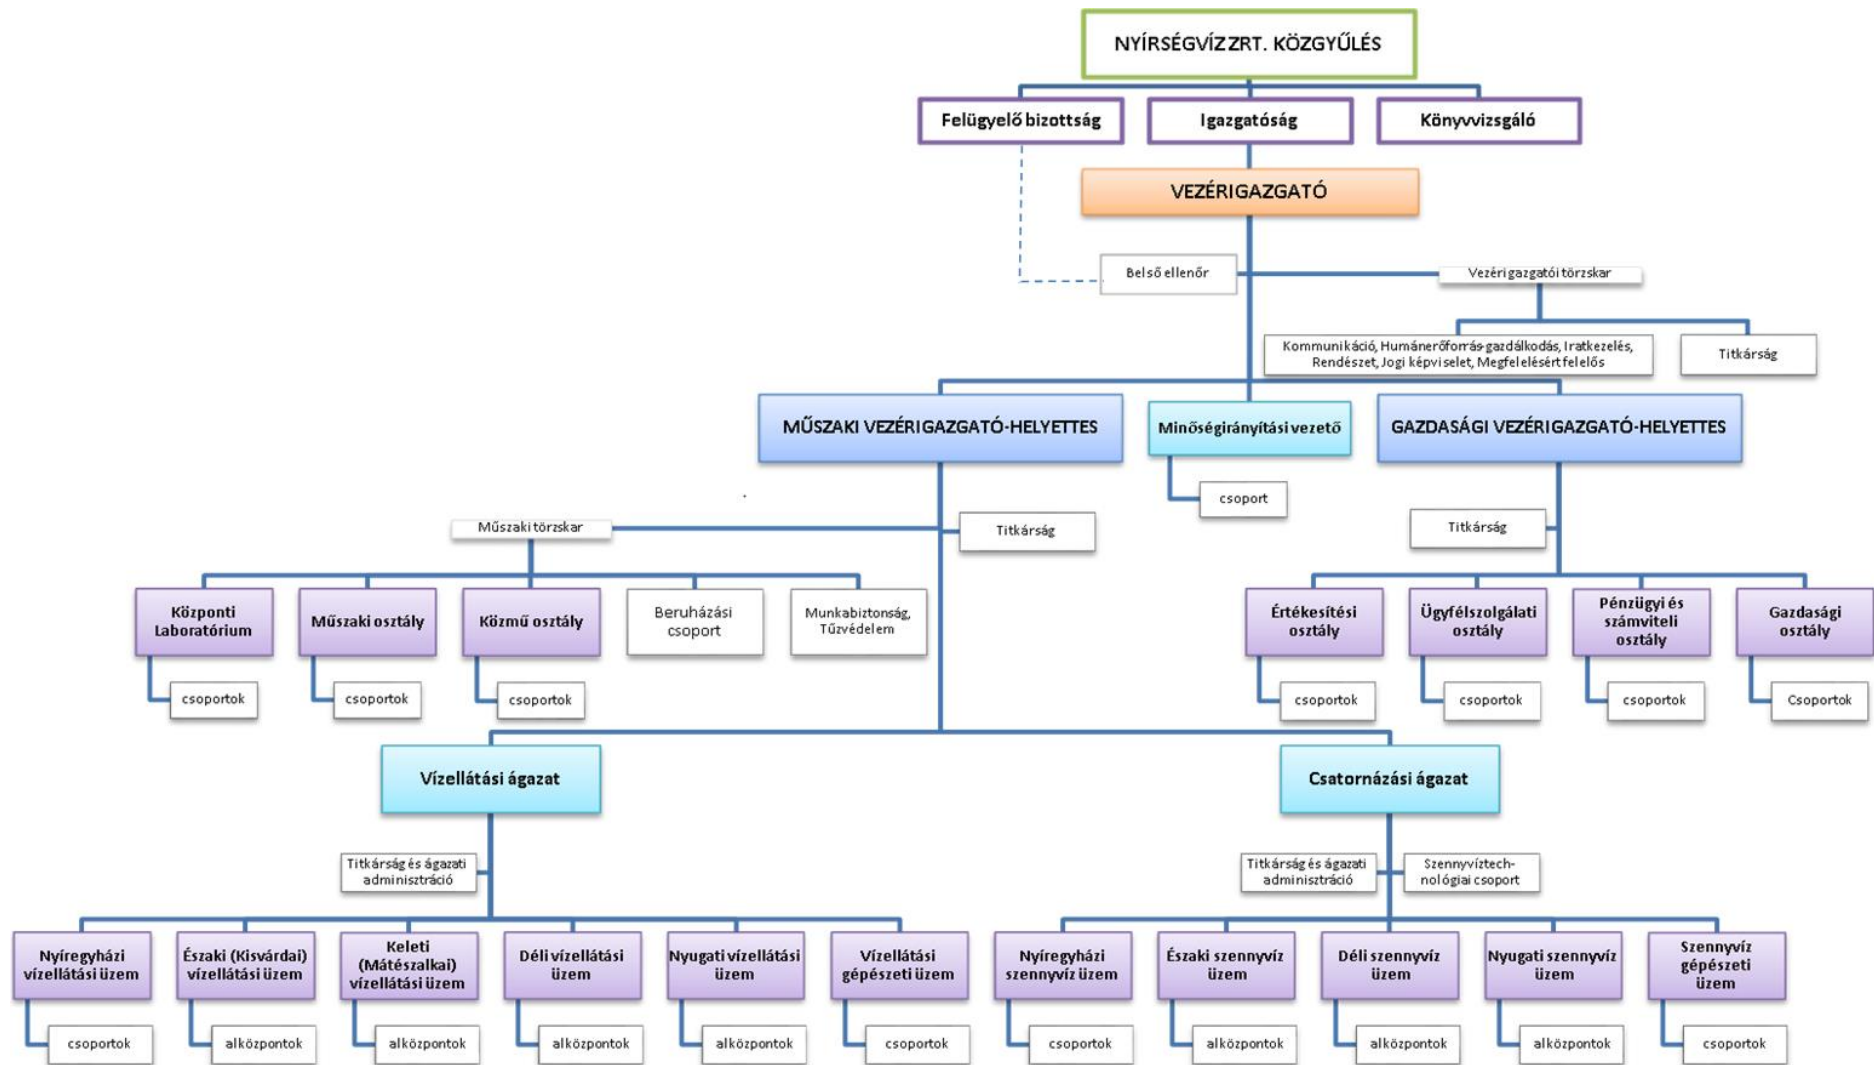 NYÍRSÉGVÍZ ZRT. KÖZGYŰLÉS
Felügyelő bizottság
Igazgatóság
Könyvvizsgáló
VEZÉRIGAZGATÓ
Belső ellenőr
Vezérigazgatói törzskar
Kommunikáció, Humánerőforrás-gazdálkodás, Iratkezelés,
Rendészet, Jogi képviselet, Megfelelésért felelős
Titkárság
MŰSZAKI VEZÉRIGAZGATÓ-HELYETTES
Minőségirányítási vezető
GAZDASÁGI VEZÉRIGAZGATÓ-HELYETTES
csoport
Műszaki törzskar
Titkárság
Titkárság
Központi
Laboratórium
Műszaki osztály
Közmű osztály
Beruházási
csoport
Munkabiztonság,
Tűzvédelem
Értékesítési
osztály
Ügyfélszolgálati
osztály
Pénzügyi és
számviteli
osztály
Gazdasági
osztály
csoportok
csoportok
csoportok
csoportok
csoportok
csoportok
Csoportok
Vízellátási ágazat
Csatornázási ágazat
Titkárság és ágazati
adminisztráció
Titkárság és ágazati
adminisztráció
Szennyvíztech-
nológiai csoport
Nyíregyházi
vízellátási üzem
Északi (Kisvárdai)
vízellátási üzem
Keleti
(Mátészalkai)
vízellátási üzem
Déli vízellátási
üzem
Nyugati vízellátási
üzem
Vízellátási
gépészeti üzem
Nyíregyházi
szennyvíz üzem
Északi szennyvíz
üzem
Déli szennyvíz
üzem
Nyugati szennyvíz
üzem
Szennyvíz
gépészeti
üzem
csoportok
alközpontok
alközpontok
alközpontok
alközpontok
csoportok
csoportok
alközpontok
alközpontok
alközpontok
csoportok